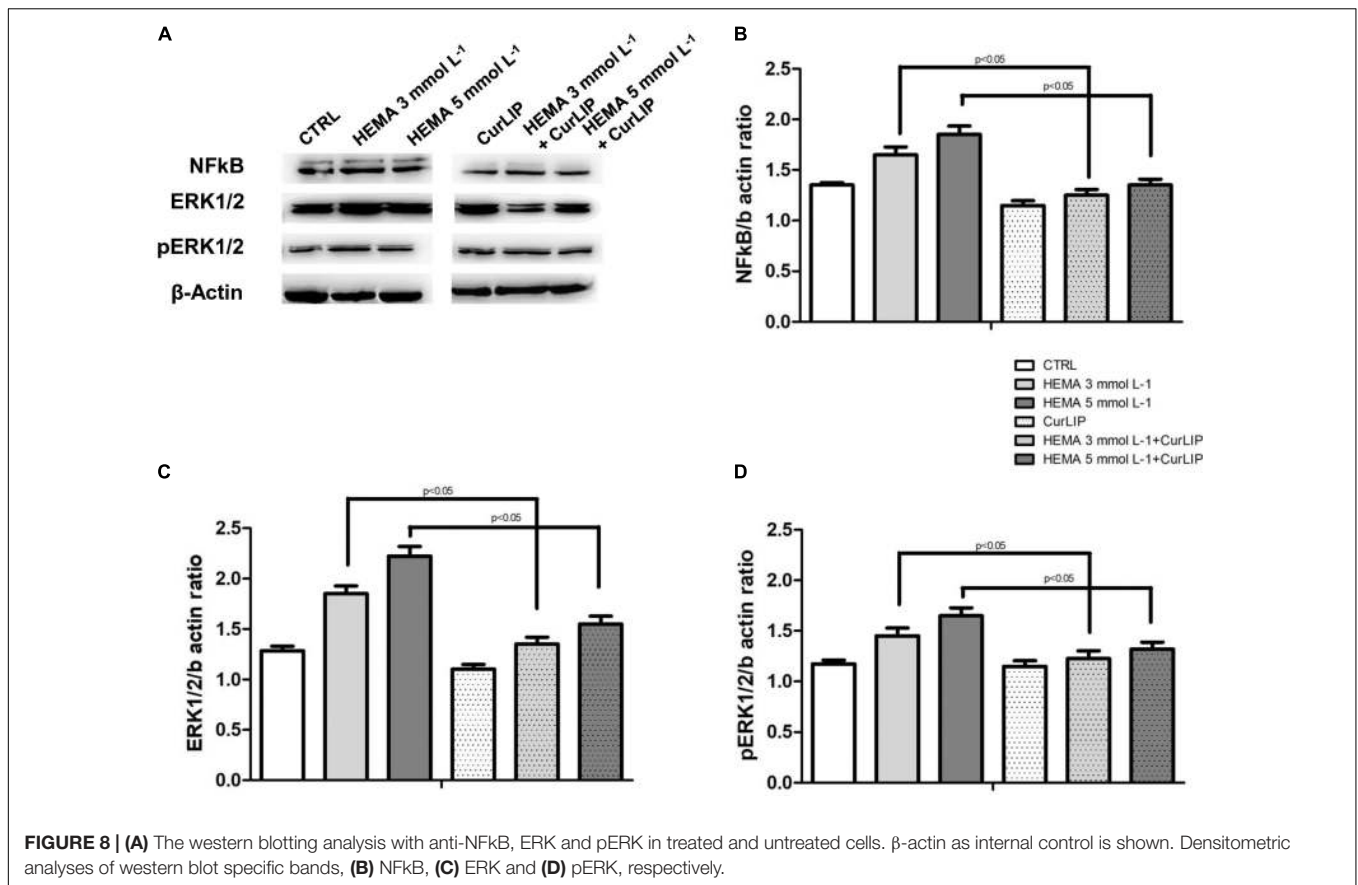 A
CTRL
HEMA 3 mmol L-1
HEMA 5 mmol L-1
CurLIP
HEMA 3 mmol L-1
+ CurLIP
HEMA 5 mmol L-1
+ CurLIP
NFkB
ERK1/2
pERK1/2
β-Actin
B
NFkB/b actin ratio
2.5
2.0
1.5
1.0
0.5
0.0
p<0.05
p<0.05
CTRL
HEMA 3 mmol L-1
HEMA 5 mmol L-1
CurLIP
HEMA 3 mmol L-1+CurLIP
HEMA 5 mmol L-1+CurLIP
C
ERK1/2/b actin ratio
2.5
2.0
1.5
1.0
0.5
0.0
p<0.05
p<0.05
D
pERK1/2/b actin ratio
2.5
2.0
1.5
1.0
0.5
0.0
p<0.05
p<0.05
FIGURE 8 | (A) The western blotting analysis with anti-NFkB, ERK and pERK in treated and untreated cells. β-actin as internal control is shown. Densitometric
analyses of western blot specific bands, (B) NFkB, (C) ERK and (D) pERK, respectively.